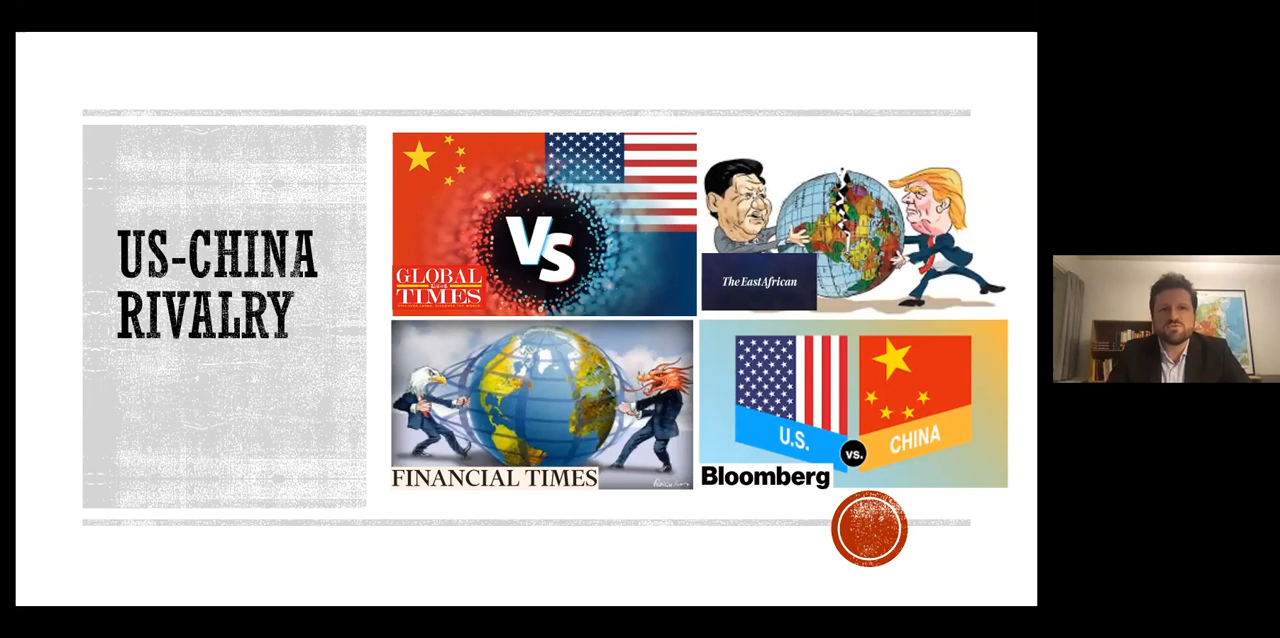 US-CHINA
RIVALRY
VS
GLOBAL
TIMES
The EastAfrican
FINANCIAL TIMES
U.S.
vs.
CHINA
Bloomberg